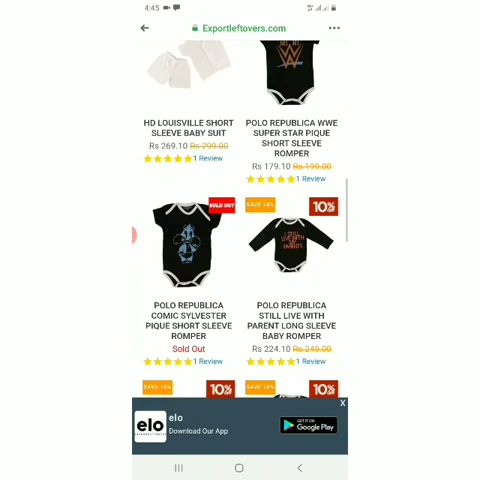 4:45
Exportleftovers.com
HD LOUISVILLE SHORT
SLEEVE BABY SUIT
Rs 269.10 Rs 299.00
1 Review
POLO REPUBLICA WWE
SUPER STAR PIQUE
SHORT SLEEVE
ROMPER
Rs 179.10 Rs 199.00
1 Review
SOLD OUT
POLO REPUBLICA
COMIC SYLVESTER
PIQUE SHORT SLEEVE
ROMPER
Sold Out
1 Review
SAVE 10%
10%
POLO REPUBLICA
STILL LIVE WITH
PARENT LONG SLEEVE
BABY ROMPER
Rs 224.10 Rs 249.00
1 Review
SAVE 10%
10%
SAVE 10%
10%
X
elo
elo
Download Our App
GET IT ON
Google Play